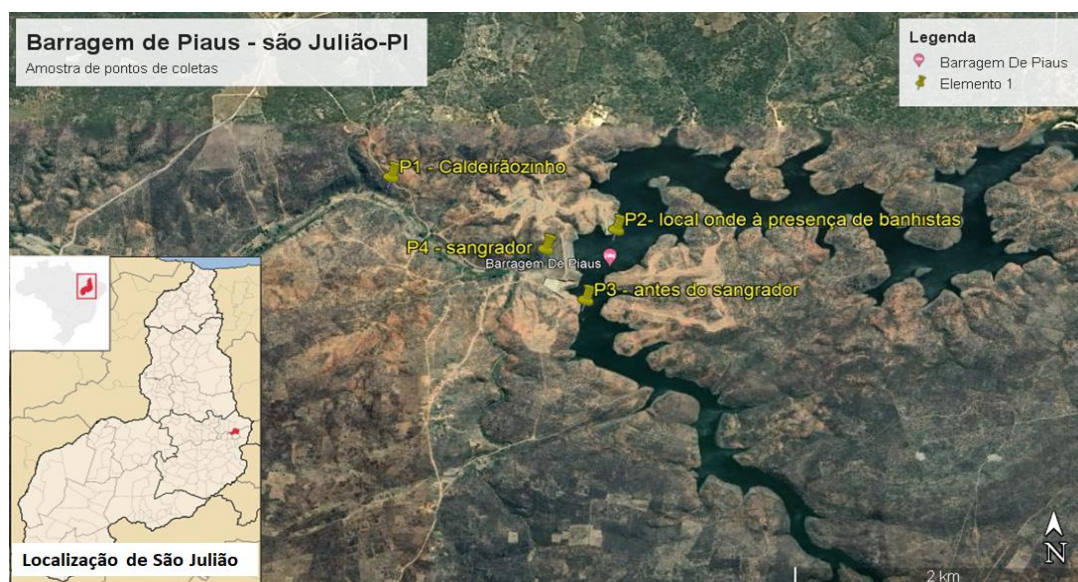 Barragem de Piaus - são Julião-PI
Amostra de pontos de coletas
Legenda
Barragem De Piaus
Elemento 1
P1 - Caldeirãozinho
P2- local onde à presença de banhistas
P4 - sangrador
Barragem De Piaus
P3 - antes do sangrador
Localização de São Julião
N
2 km